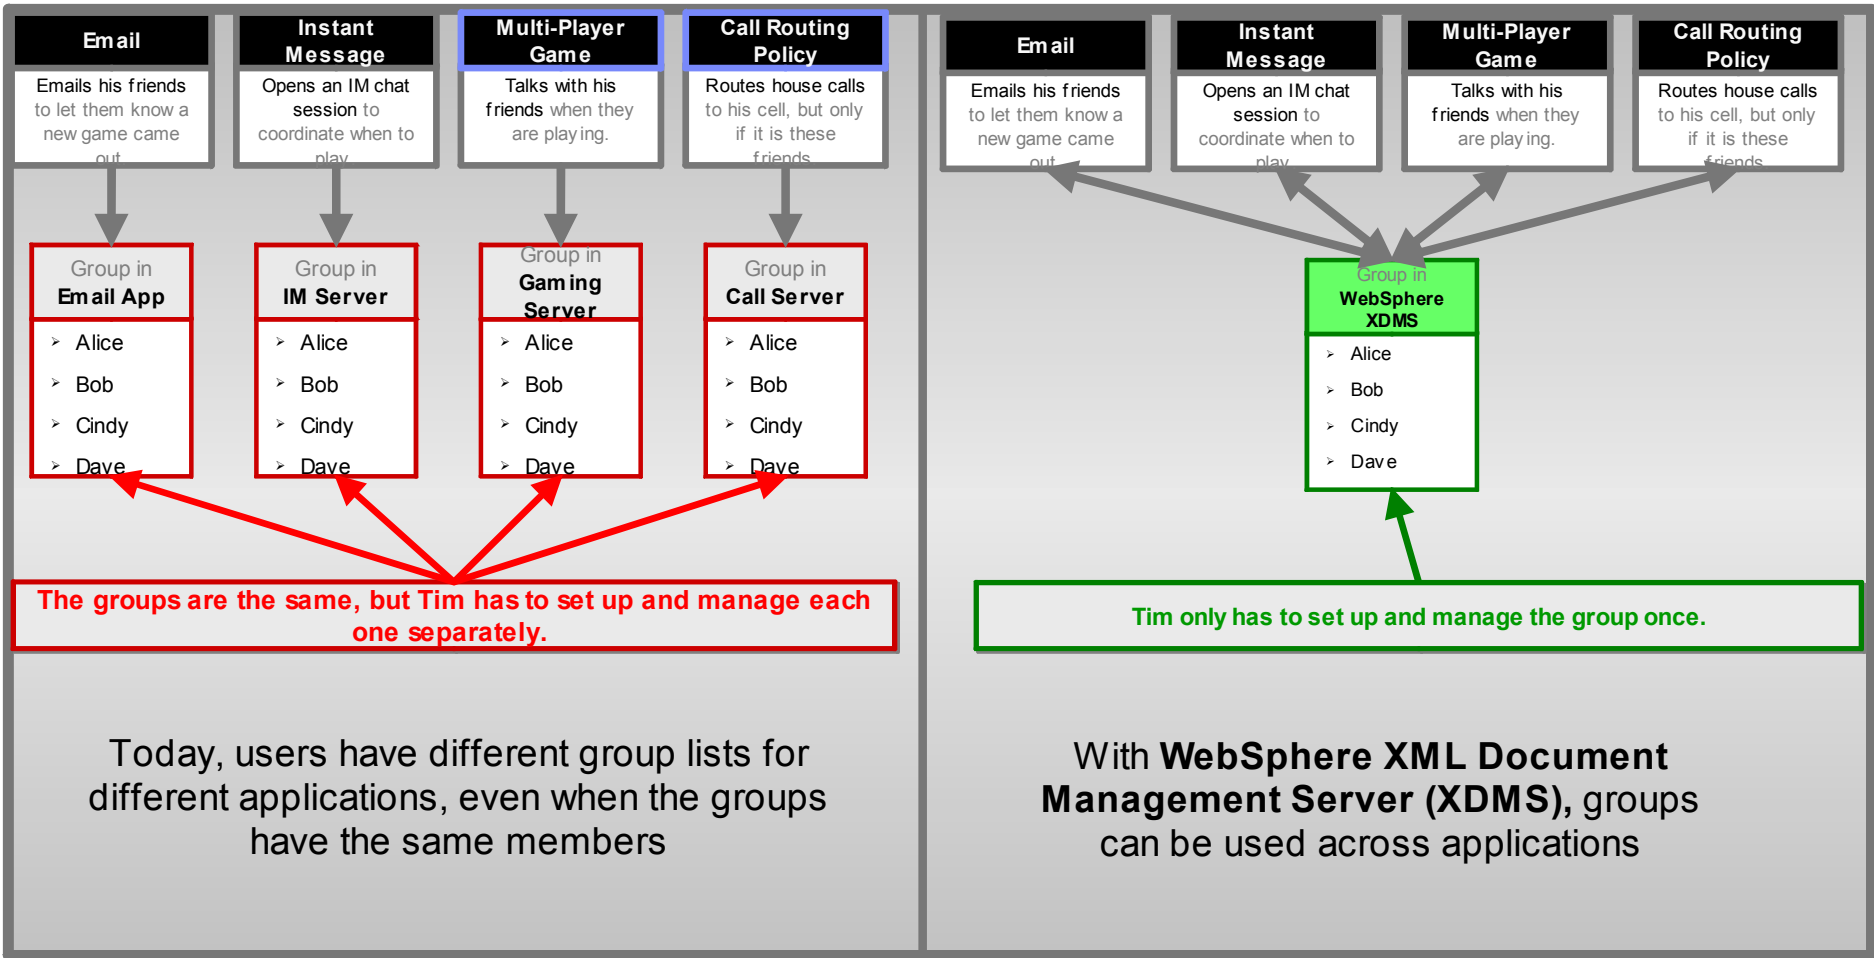 Email
Emails his friends
to let them know a
new game came
out
Instant
Message
Opens an IM chat
session to
coordinate when to
play
Multi-Player
Game
Talks with his
friends when they
are playing.
Call Routing
Policy
Routes house calls
to his cell, but only
if it is these
friends
Group in
Email App
➢ Alice
➢ Bob
➢ Cindy
➢ Dave
Group in
IM Server
➢ Alice
➢ Bob
➢ Cindy
➢ Dave
Group in
Gaming
Server
➢ Alice
➢ Bob
➢ Cindy
➢ Dave
Group in
Call Server
➢ Alice
➢ Bob
➢ Cindy
➢ Dave
The groups are the same, but Tim has to set up and manage each
one separately.
Today, users have different group lists for
different applications, even when the groups
have the same members
Email
Emails his friends
to let them know a
new game came
out
Instant
Message
Opens an IM chat
session to
coordinate when to
play
Multi-Player
Game
Talks with his
friends when they
are playing.
Call Routing
Policy
Routes house calls
to his cell, but only
if it is these
friends
Group in
WebSphere
XDMS
➢ Alice
➢ Bob
➢ Cindy
➢ Dave
Tim only has to set up and manage the group once.
With WebSphere XML Document
Management Server (XDMS), groups
can be used across applications